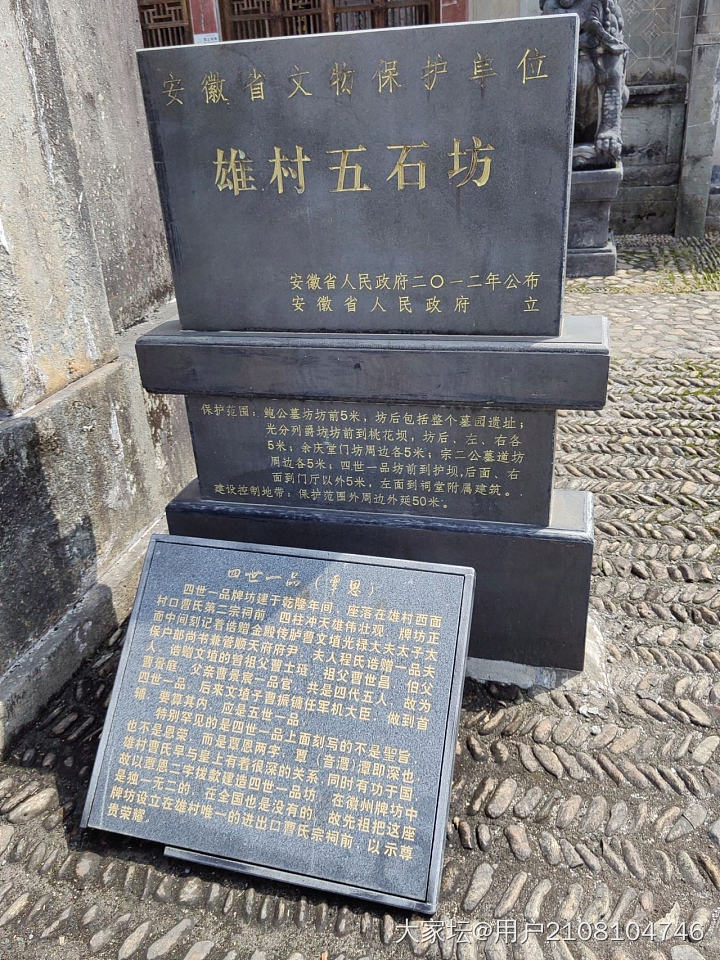 安徽省文物保护单位
雄村五石坊
安徽省人民政府二〇一二年公布
安徽省人民政府 立
保护范围：鲍公墓坊坊前5米，坊后包括整个墓园遗址；
光分列爵坊坊前到桃花坝，坊后、左、右各
5米；余庆堂门坊周边各5米；宗二公墓道坊
周边各5米；四世一品坊前到护坝，后面、右
面到门厅以外5米，左面到祠堂附属建筑。
建设控制地带：保护范围外周边外延50米。
四世一品（覃恩）
四世一品牌坊建于乾隆年间，座落在雄村西面
村口曹氏第二宗祠前，四柱冲天雄伟壮观，牌坊正
面中间刻记着诰赠金殿传胪曹文埴光禄大夫太子太
保户部尚书兼管顺天府府尹，夫人程氏诰赠一品夫
人，诰赠文埴的曾祖父曹士琏，祖父曹世昌，伯父
曹景庭，父亲曹景宸一品官，共是四代五人，故为
四世一品，后来文埴子曹振镛任军机大臣，做到首
辅，要算其内，应是五世一品。
特别罕见的是四世一品上面刻写的不是聖旨，
也不是恩荣，而是覃恩两字，覃（音潭）潭即深也，
雄村曹氏早与皇上有着很深的关系，同时有功于国，
故以覃恩二字拨款建造四世一品坊，在徽州牌坊中
是独一无二的，在全国也是没有的，故先祖把这座
牌坊设立在雄村唯一的进出口曹氏宗祠前，以示尊
贵荣耀。
大家坛@用户2108104746